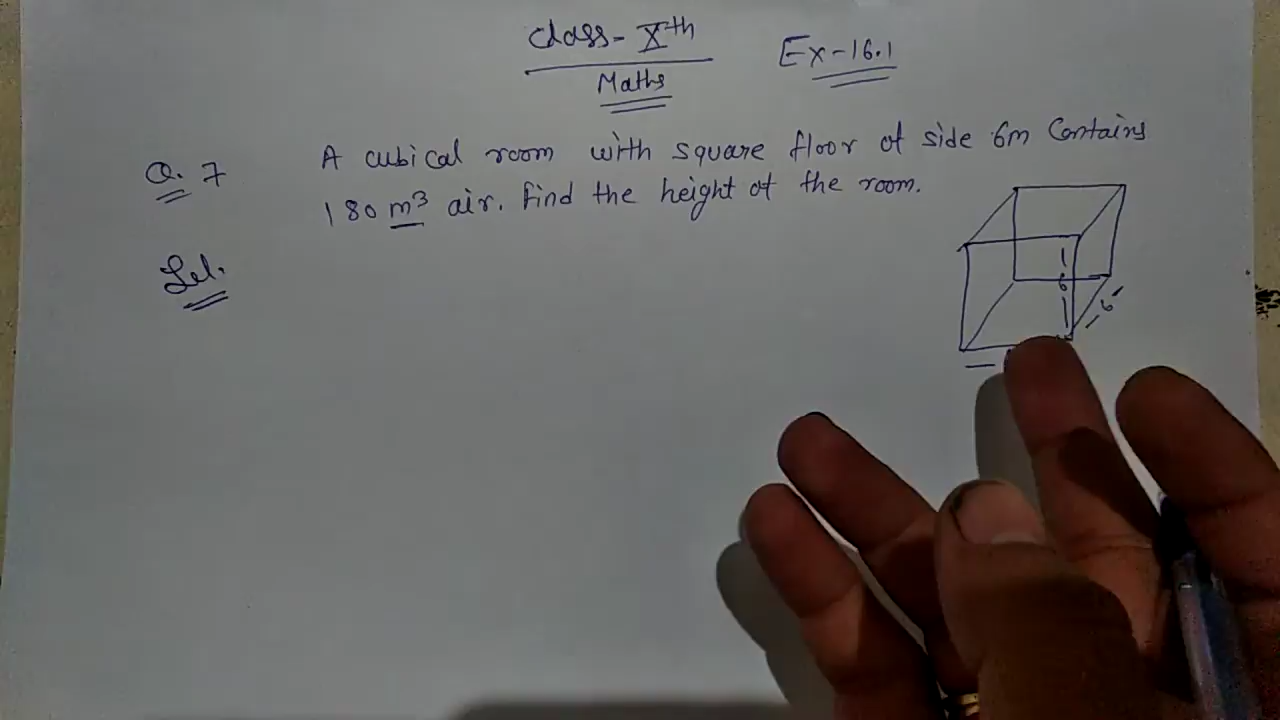 Class- Xth
Maths
Ex-16.1
Q. 7
A cubical room with square floor of side 6m Contains
180 m³ air. Find the height of the room.
Sol.
6
6